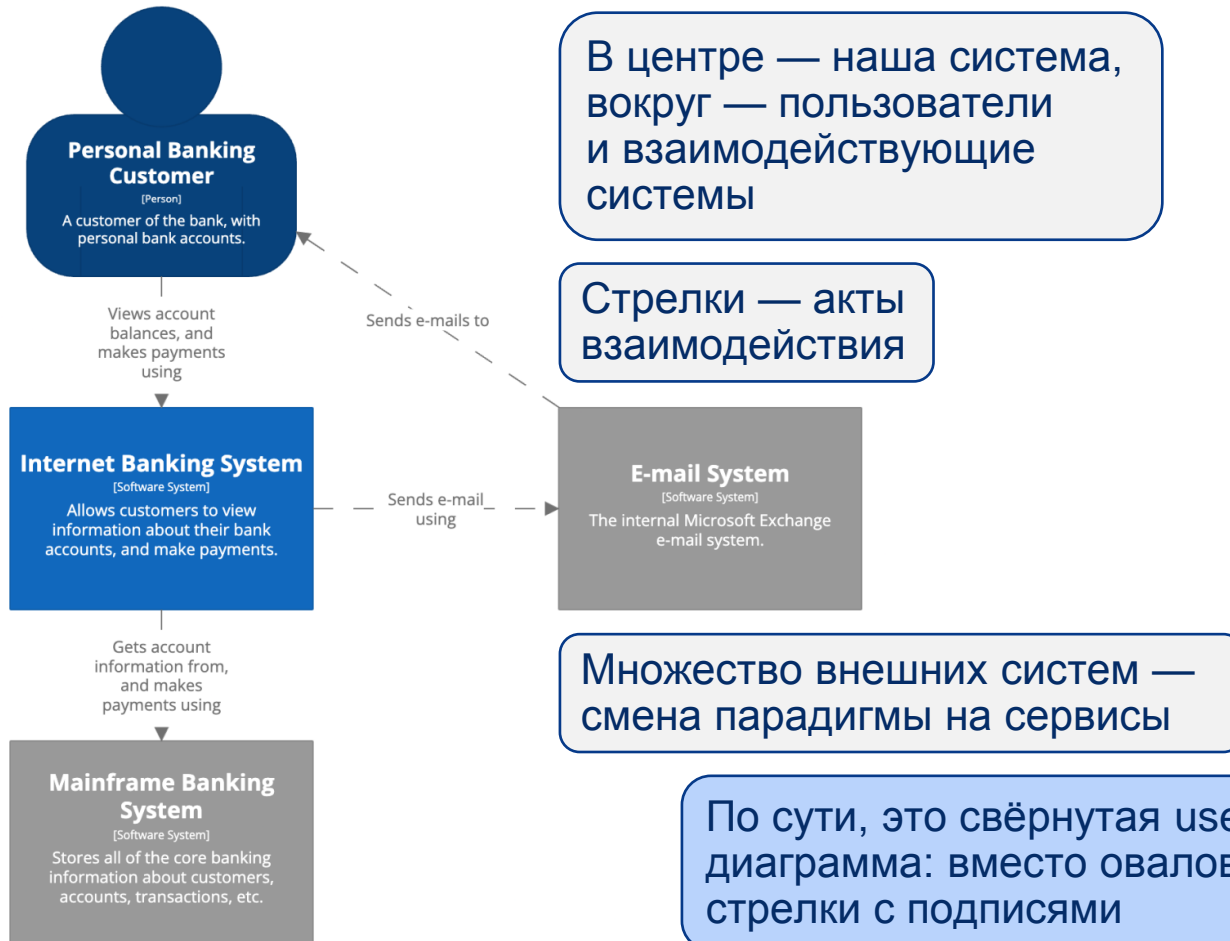 Personal Banking
Customer
[Person]
A customer of the bank, with
personal bank accounts.
Views account
balances, and
makes payments
using
Sends e-mails to
Internet Banking System
[Software System]
Allows customers to view
information about their bank
accounts, and make payments.
Sends e-mail
using
E-mail System
[Software System]
The internal Microsoft Exchange
e-mail system.
Gets account
information from,
and makes
payments using
Mainframe Banking
System
[Software System]
Stores all of the core banking
information about customers,
accounts, transactions, etc.
В центре — наша система,
вокруг — пользователи
и взаимодействующие
системы
Стрелки — акты
взаимодействия
Множество внешних систем —
смена парадигмы на сервисы
По сути, это свёрнутая use
диаграмма: вместо овалов
стрелки с подписями